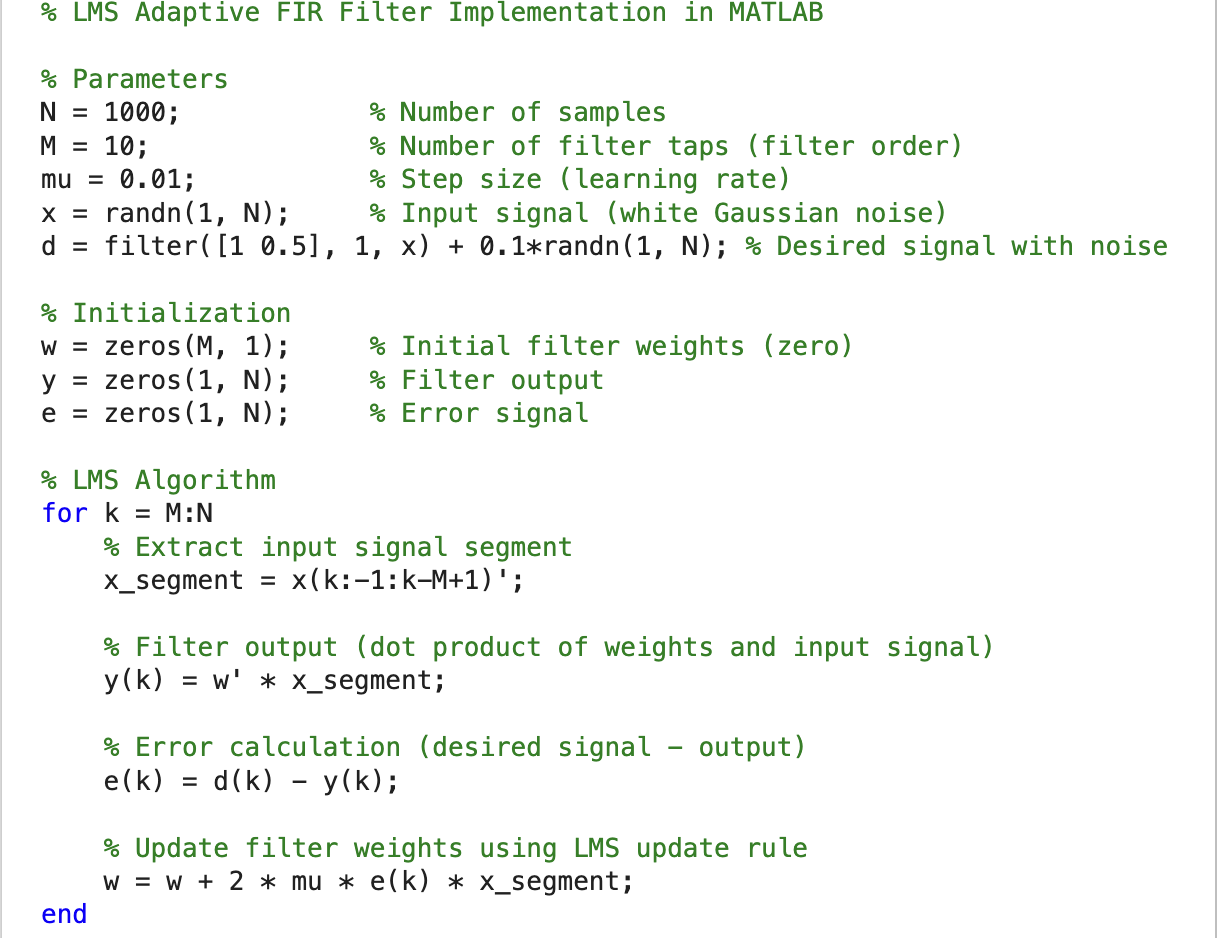 % LMS Adaptive FIR Filter Implementation in MATLAB
% Parameters
N = 1000;            % Number of samples
M = 10;              % Number of filter taps (filter order)
mu = 0.01;           % Step size (learning rate)
x = randn(1, N);     % Input signal (white Gaussian noise)
d = filter([1 0.5], 1, x) + 0.1*randn(1, N); % Desired signal with noise
% Initialization
w = zeros(M, 1);     % Initial filter weights (zero)
y = zeros(1, N);     % Filter output
e = zeros(1, N);     % Error signal
% LMS Algorithm
for k = M:N
    % Extract input signal segment
    x_segment = x(k:-1:k-M+1)';
    % Filter output (dot product of weights and input signal)
    y(k) = w' * x_segment;
    % Error calculation (desired signal - output)
    e(k) = d(k) - y(k);
    % Update filter weights using LMS update rule
    w = w + 2 * mu * e(k) * x_segment;
end